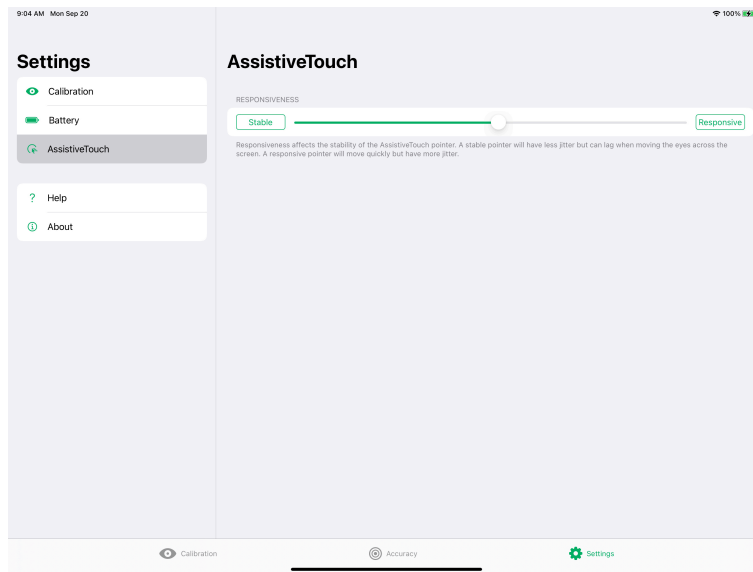 9:04 AM Mon Sep 20
100%
Settings
Calibration
Battery
AssistiveTouch
Help
About
AssistiveTouch
RESPONSIVENESS
Stable
Responsive
Responsiveness affects the stability of the AssistiveTouch pointer. A stable pointer will have less jitter but can lag when moving the eyes across the
screen. A responsive pointer will move quickly but have more jitter.
Calibration
Accuracy
Settings